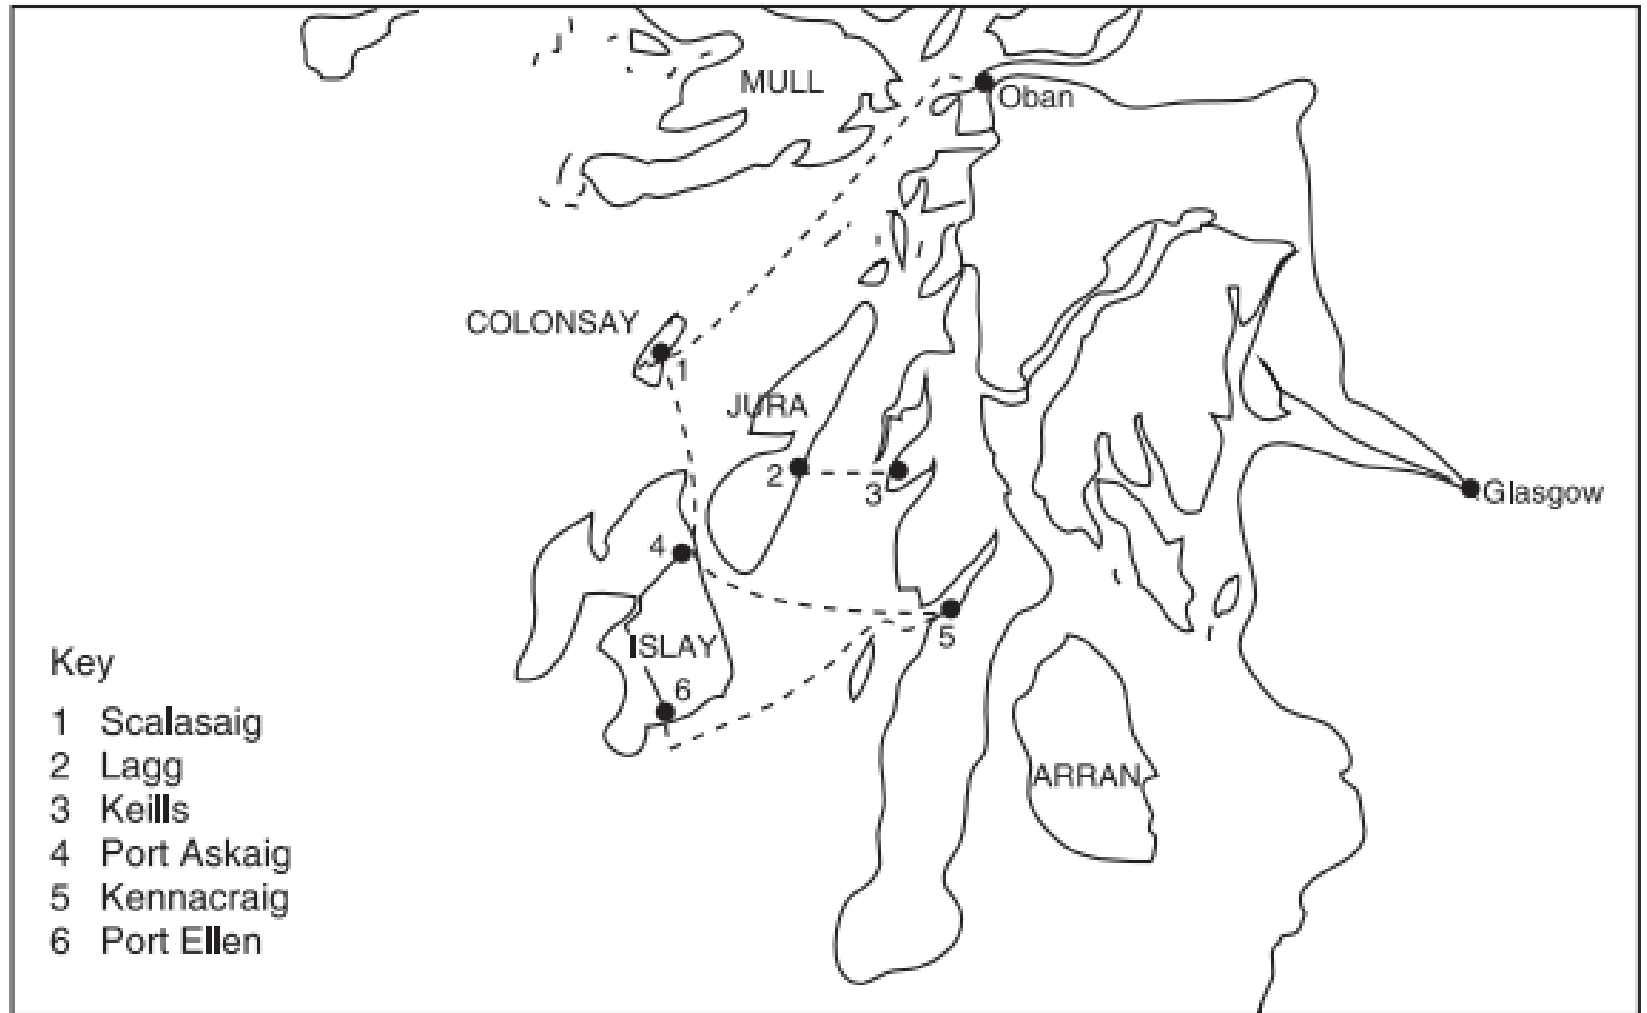 MULL
Oban
COLONSAY
1
JURA
2
3
Glasgow
4
5
ISLAY
6
ARRAN
Key
1 Scalasaig
2 Lagg
3 Keills
4 Port Askaig
5 Kennacraig
6 Port Ellen